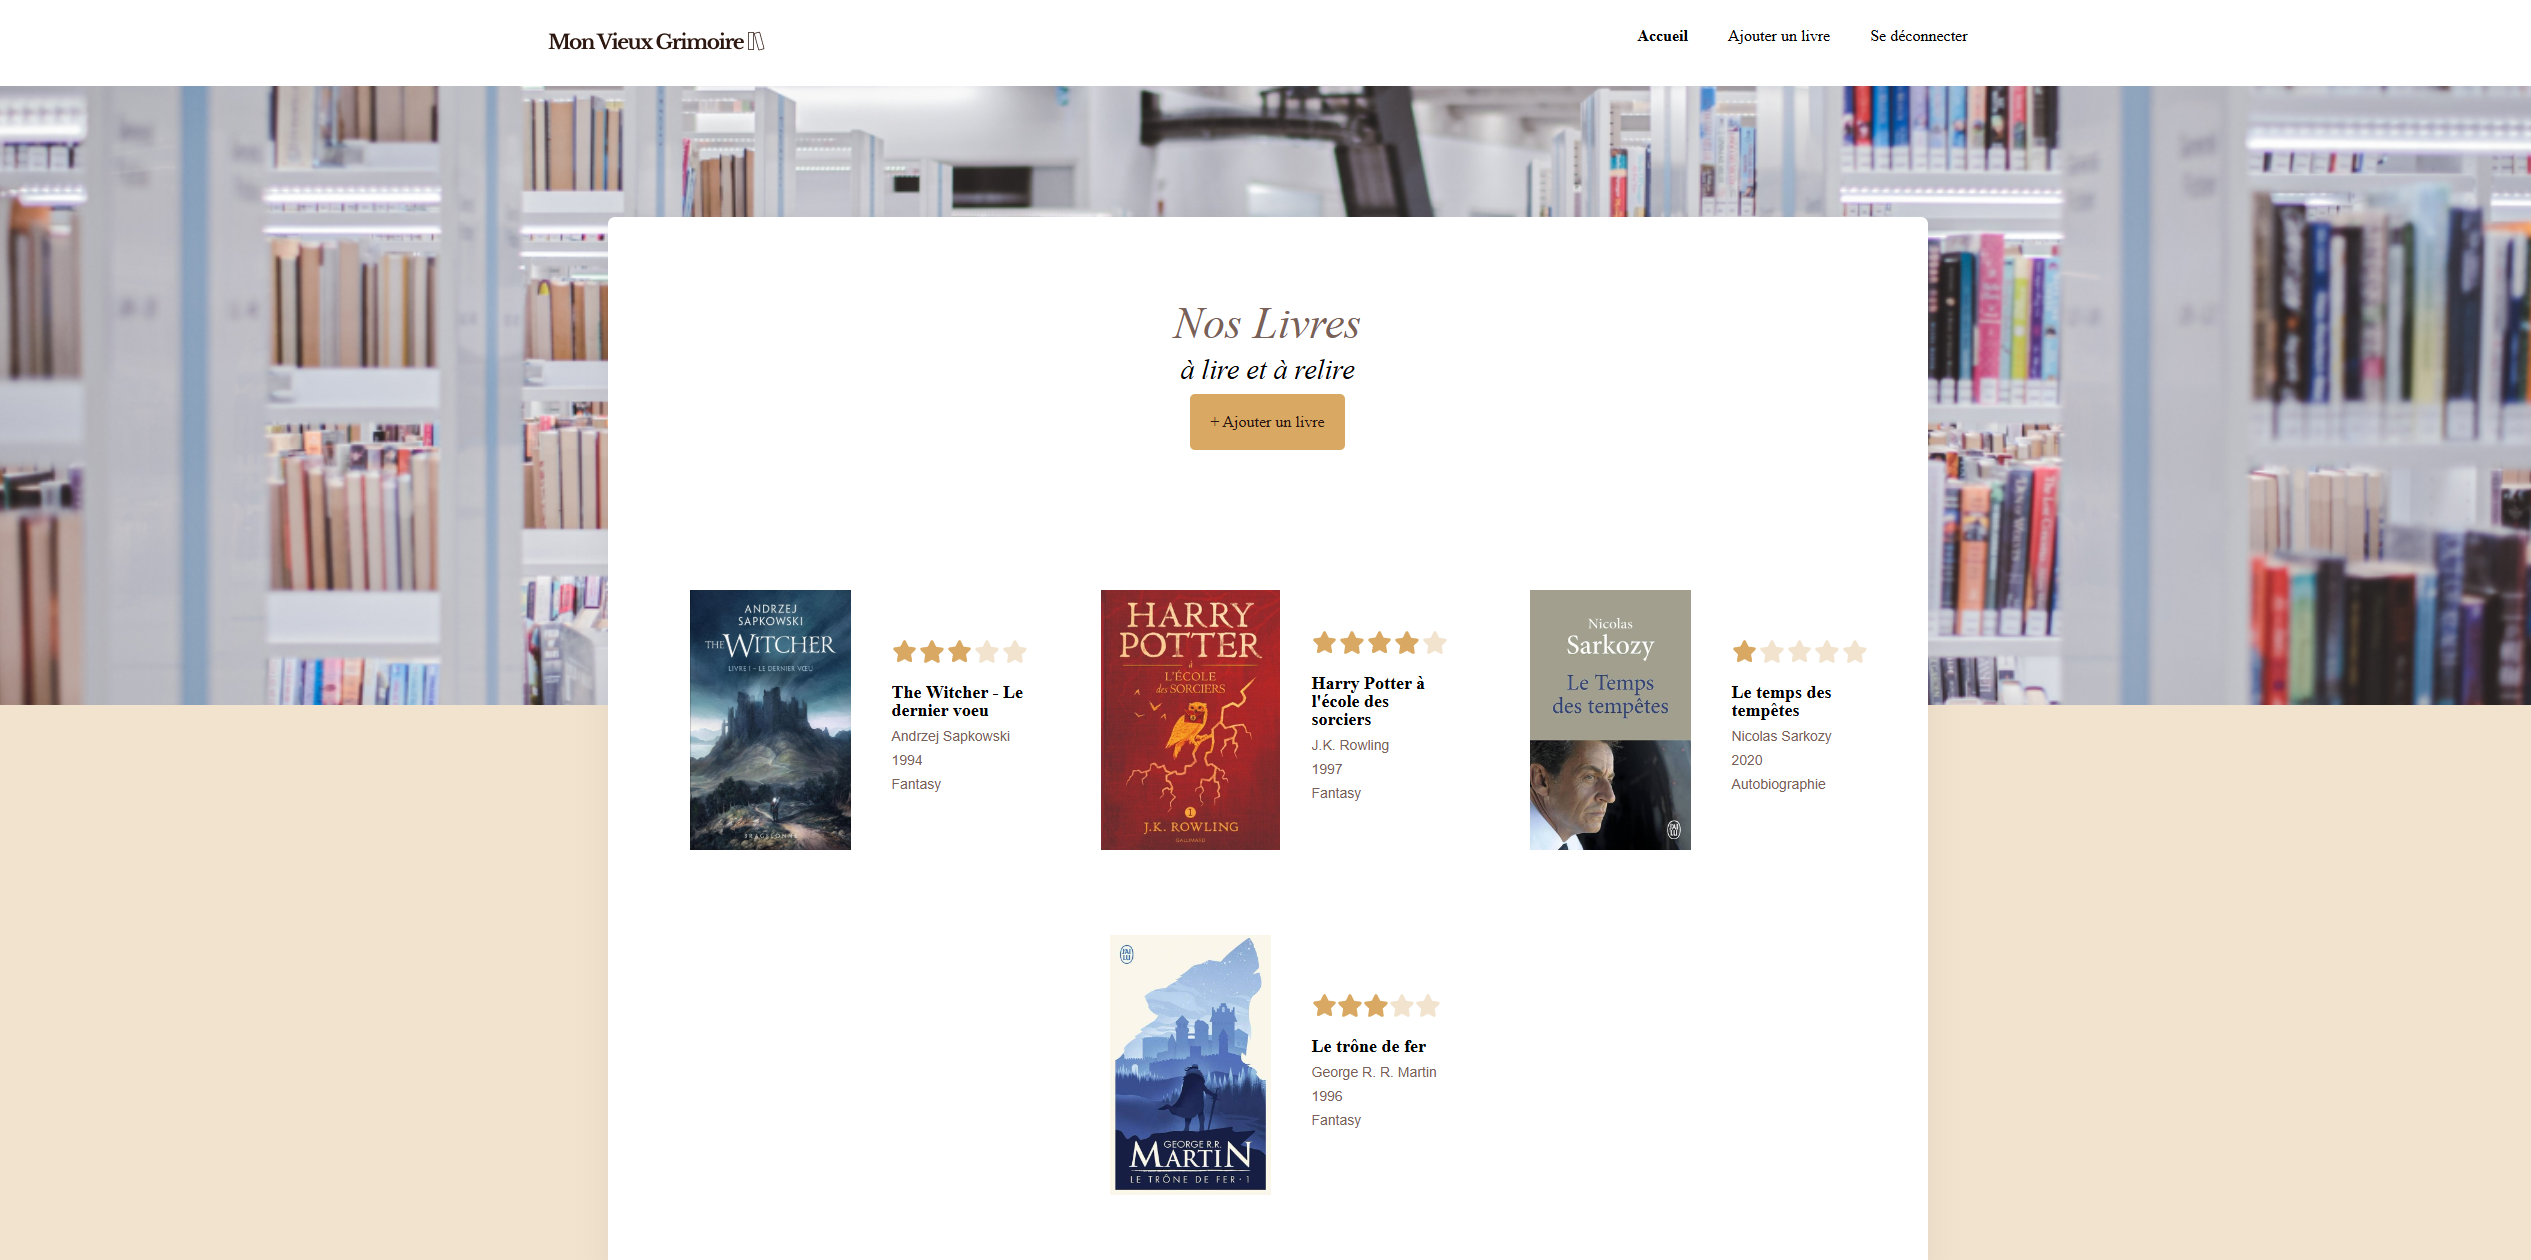 Mon Vieux Grimoire
Accueil
Ajouter un livre
Se déconnecter
Nos Livres
à lire et à relire
+ Ajouter un livre
ANDRZEJ
SAPKOWSKI
THE WITCHER
LIVRE I - LE DERNIER VŒU
BRAGELONNE
The Witcher - Le
dernier voeu
Andrzej Sapkowski
1994
Fantasy
HARRY
POTTER
à
L'ÉCOLE
des SORCIERS
1
J.K. ROWLING
GALLIMARD
Harry Potter à
l'école des
sorciers
J.K. Rowling
1997
Fantasy
Nicolas
Sarkozy
Le Temps
des tempêtes
J'AI
LU
Le temps des
tempêtes
Nicolas Sarkozy
2020
Autobiographie
J'AI
LU
GEORGE R.R.
MARTIN
LE TRÔNE DE FER · 1
Le trône de fer
George R. R. Martin
1996
Fantasy